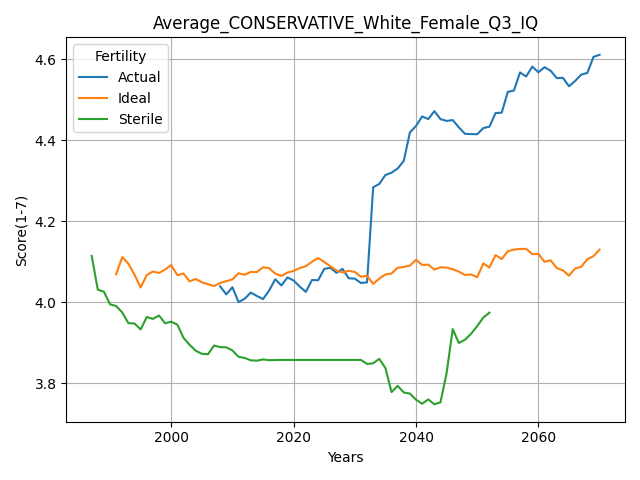 Average_CONSERVATIVE_White_Female_Q3_IQ
Fertility
Actual
Ideal
Sterile
Score(1-7)
4.6
4.4
4.2
4.0
3.8
2000
2020
2040
2060
Years